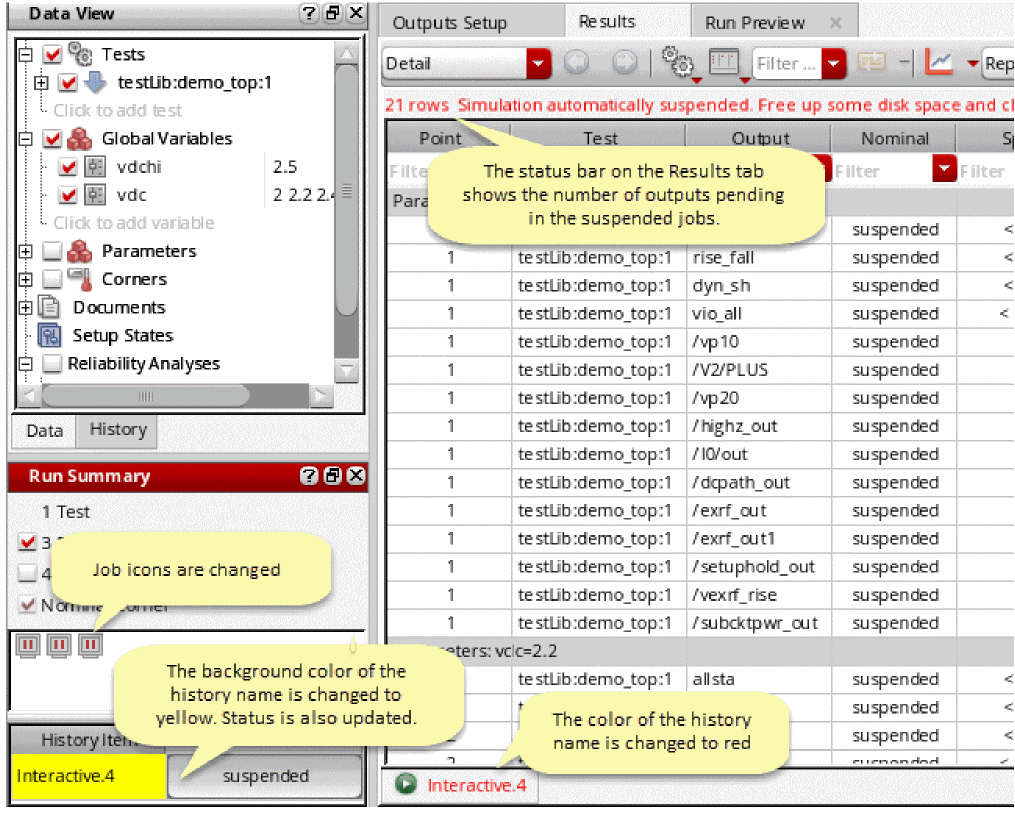 Data View
Tests
testLib:demo_top:1
Click to add test
Global Variables
vdchi 2.5
vdc 2 2.2 2.4
Click to add variable
Parameters
Corners
Documents
Setup States
Reliability Analyses
Data History
Run Summary
1 Test
3
4
Nominal Corner
Job icons are changed
The background color of the
history name is changed to
yellow. Status is also updated.
History Item
Interactive.4 suspended
Outputs Setup Results Run Preview
Detail Filter ... Rep
21 rows Simulation automatically suspended. Free up some disk space and cl
Point Test Output Nominal Sp
Filter Filter
The status bar on the Results tab
shows the number of outputs pending
in the suspended jobs.
Para
suspended <
1 testLib:demo_top:1 rise_fall suspended <
1 testLib:demo_top:1 dyn_sh suspended <
1 testLib:demo_top:1 vio_all suspended <
1 testLib:demo_top:1 /vp10 suspended
1 testLib:demo_top:1 /V2/PLUS suspended
1 testLib:demo_top:1 /vp20 suspended
1 testLib:demo_top:1 /highz_out suspended
1 testLib:demo_top:1 /I0/out suspended
1 testLib:demo_top:1 /dcpath_out suspended
1 testLib:demo_top:1 /exrf_out suspended
1 testLib:demo_top:1 /exrf_out1 suspended
1 testLib:demo_top:1 /setuphold_out suspended
1 testLib:demo_top:1 /vexrf_rise suspended
1 testLib:demo_top:1 /subcktpwr_out suspended
eters: vdc=2.2
testLib:demo_top:1 allsta suspended <
suspended <
suspended <
2 suspended
The color of the history
name is changed to red
Interactive.4